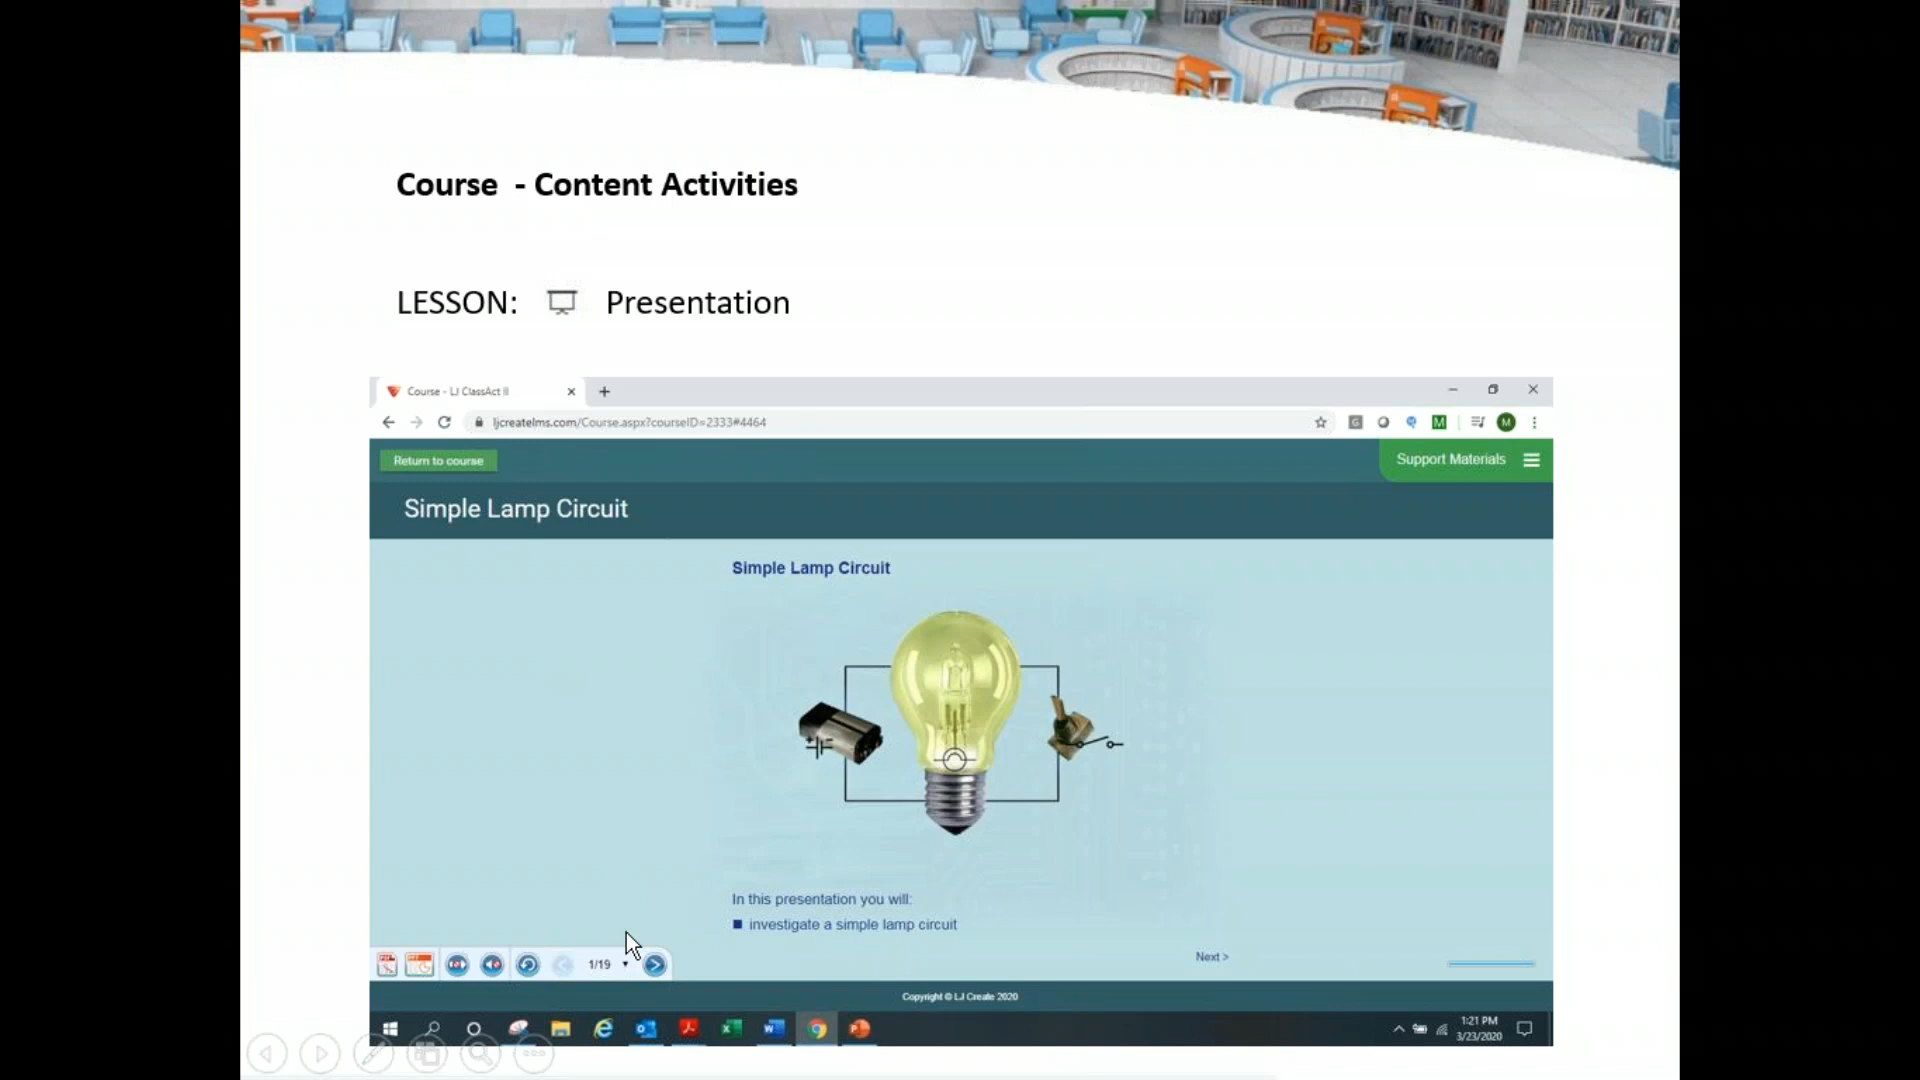 Course  - Content Activities
LESSON: Presentation
Course - LJ ClassAct II
ljcreatelms.com/Course.aspx?courseID=2333#4464
Return to course
Support Materials
Simple Lamp Circuit
Simple Lamp Circuit
In this presentation you will:
investigate a simple lamp circuit
1/19
Next >
Copyright © LJ Create 2020
1:21 PM
3/23/2020